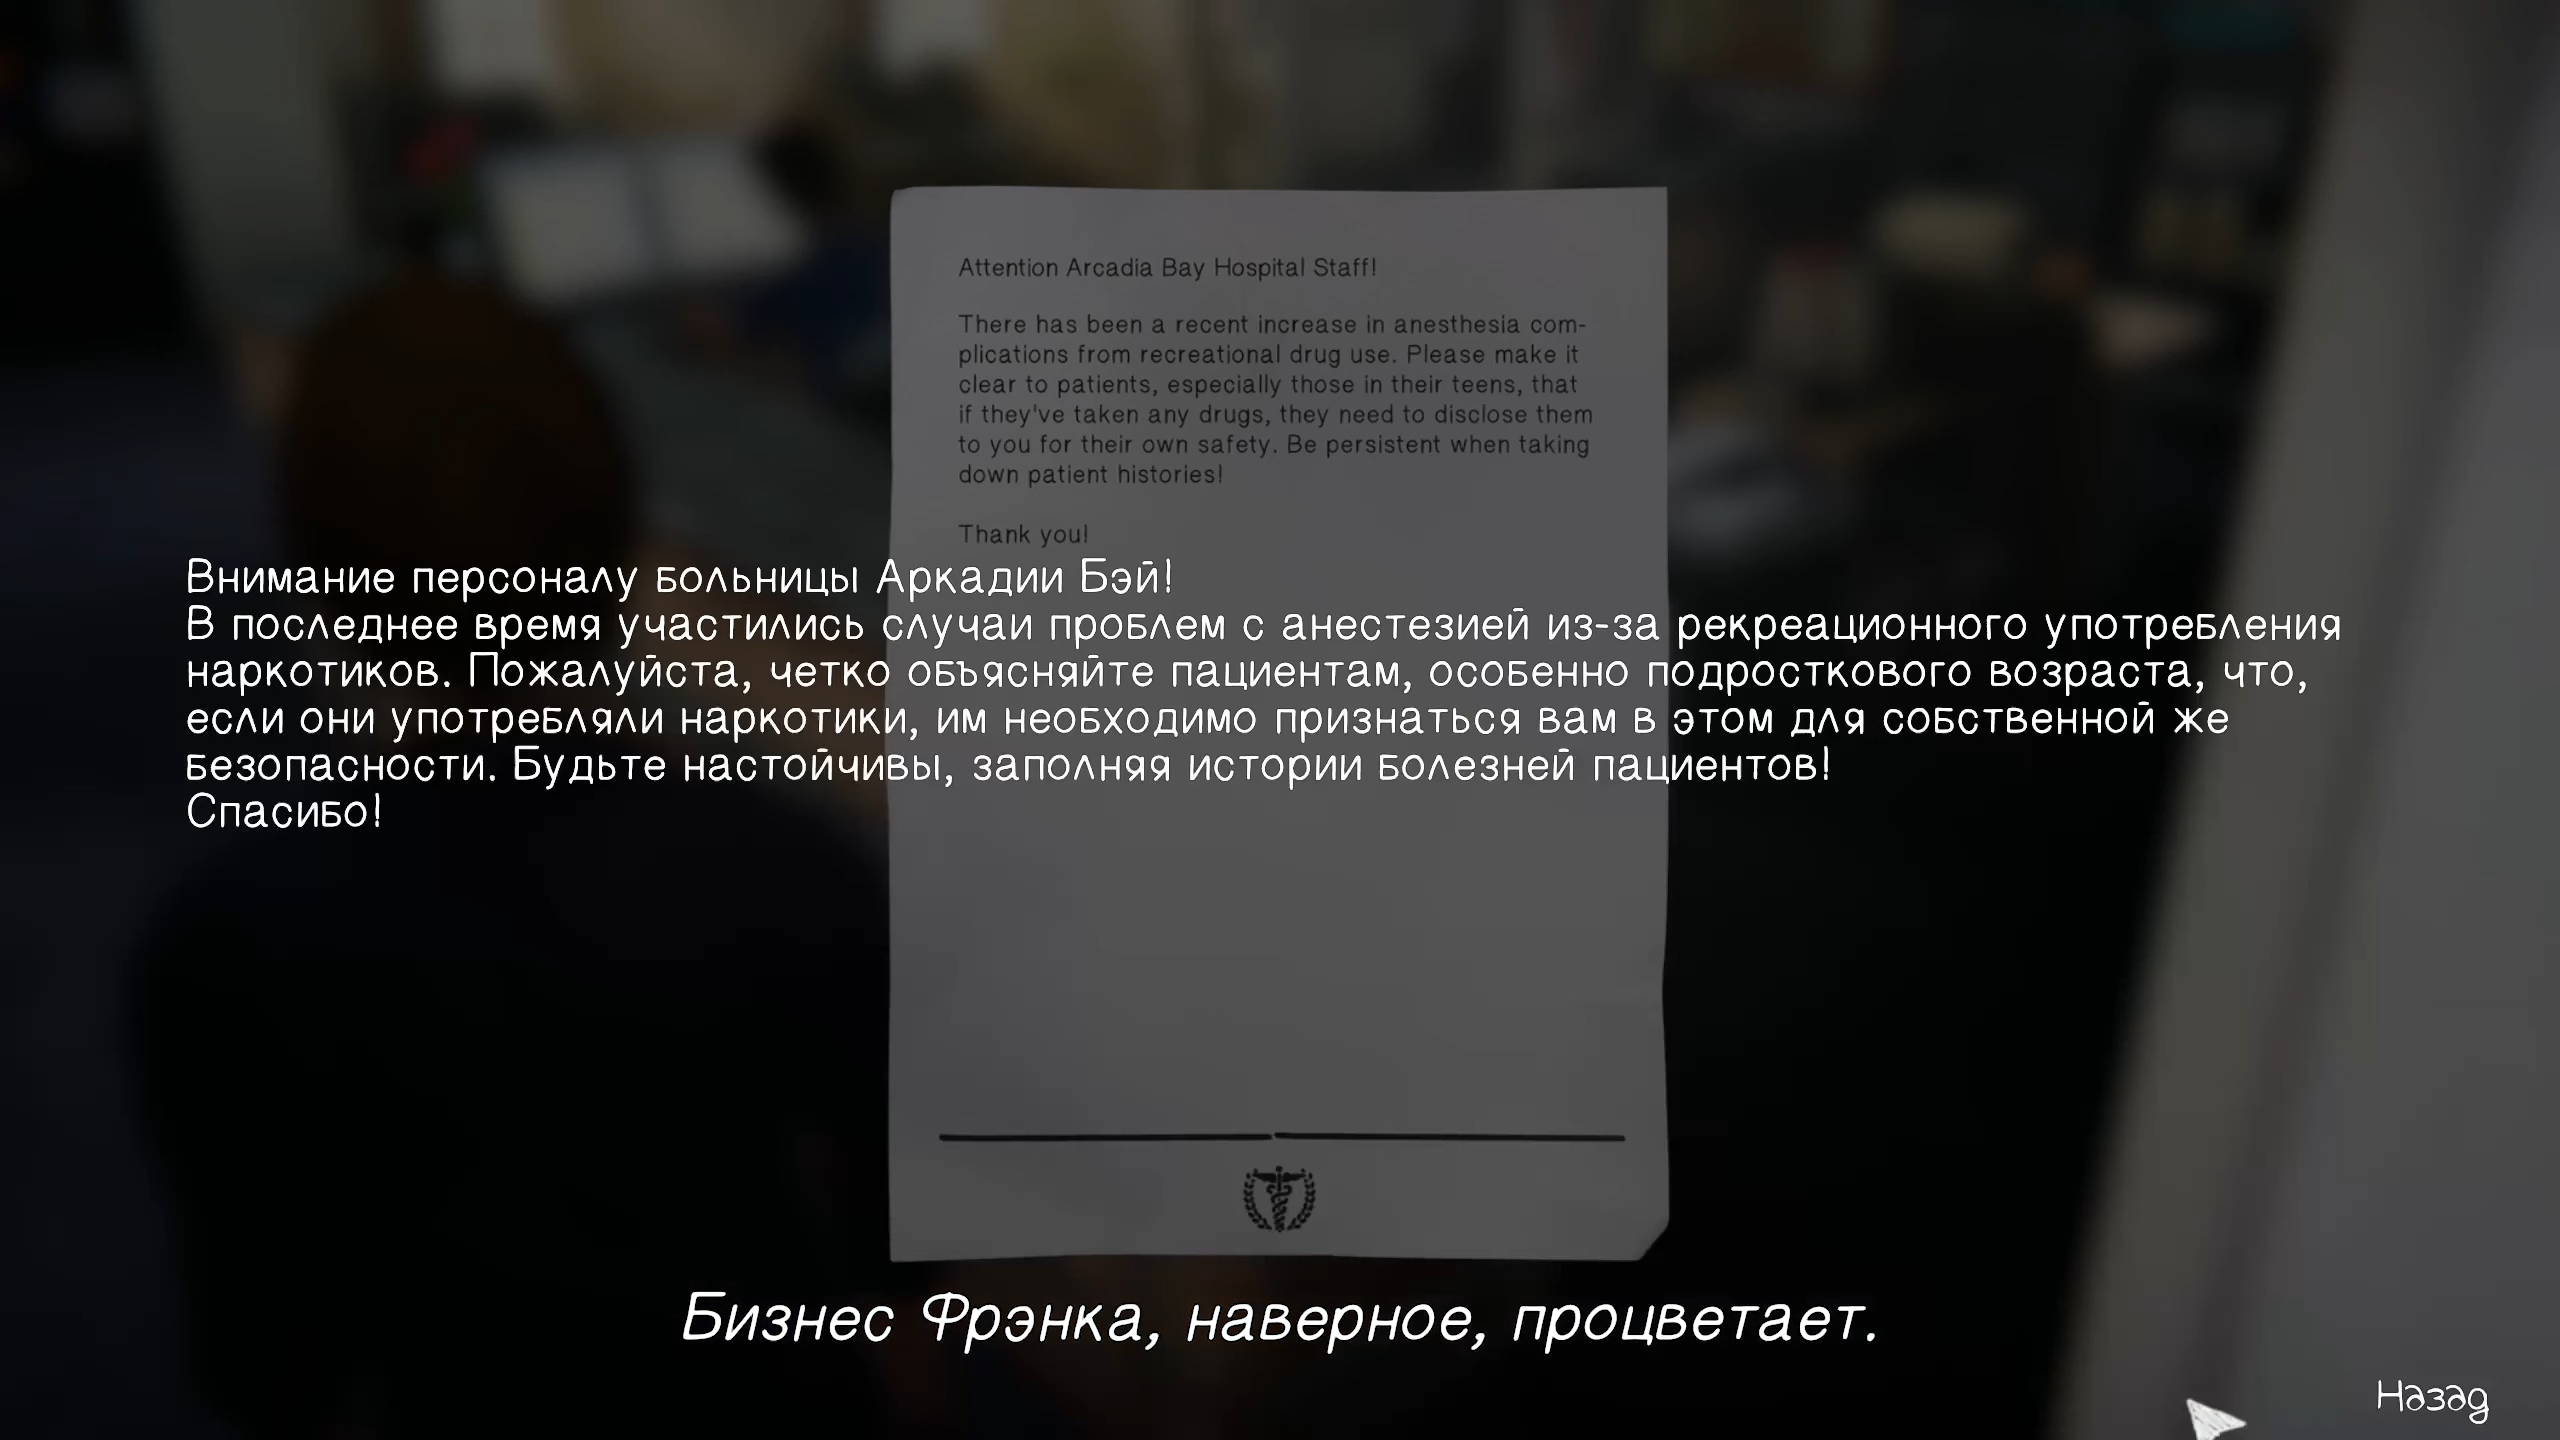 Attention Arcadia Bay Hospital Staff!
There has been a recent increase in anesthesia com-
plications from recreational drug use. Please make it
clear to patients, especially those in their teens, that
if they've taken any drugs, they need to disclose them
to you for their own safety. Be persistent when taking
down patient histories!
Thank you!
Внимание персоналу больницы Аркадии Бэй!
В последнее время участились случаи проблем с анестезией из-за рекреационного употребления
наркотиков. Пожалуйста, четко объясняйте пациентам, особенно подросткового возраста, что,
если они употребляли наркотики, им необходимо признаться вам в этом для собственной же
безопасности. Будьте настойчивы, заполняя истории болезней пациентов!
Спасибо!
Бизнес Фрэнка, наверное, процветает.
Назад